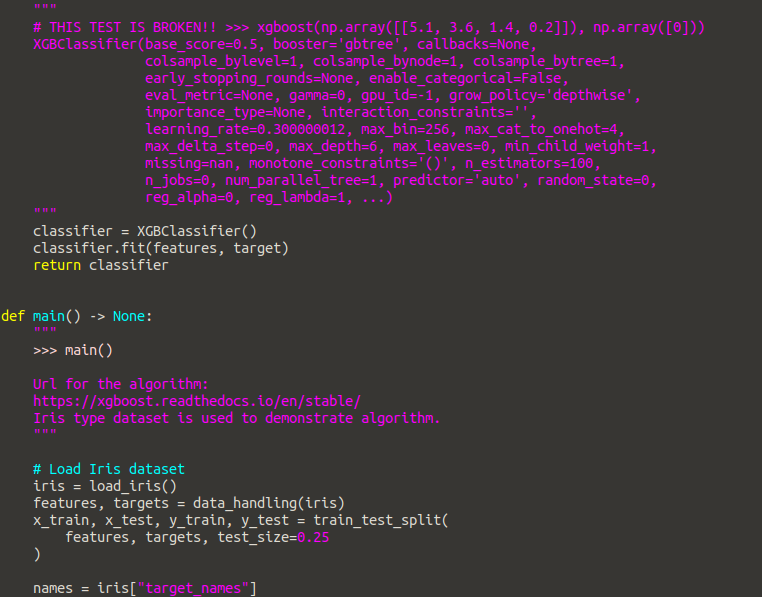 """
    # THIS TEST IS BROKEN!! >>> xgboost(np.array([[5.1, 3.6, 1.4, 0.2]]), np.array([0]))
    XGBClassifier(base_score=0.5, booster='gbtree', callbacks=None,
                  colsample_bylevel=1, colsample_bynode=1, colsample_bytree=1,
                  early_stopping_rounds=None, enable_categorical=False,
                  eval_metric=None, gamma=0, gpu_id=-1, grow_policy='depthwise',
                  importance_type=None, interaction_constraints='',
                  learning_rate=0.300000012, max_bin=256, max_cat_to_onehot=4,
                  max_delta_step=0, max_depth=6, max_leaves=0, min_child_weight=1,
                  missing=nan, monotone_constraints='()', n_estimators=100,
                  n_jobs=0, num_parallel_tree=1, predictor='auto', random_state=0,
                  reg_alpha=0, reg_lambda=1, ...)
    """
    classifier = XGBClassifier()
    classifier.fit(features, target)
    return classifier


def main() -> None:
    """
    >>> main()

    Url for the algorithm:
    https://xgboost.readthedocs.io/en/stable/
    Iris type dataset is used to demonstrate algorithm.
    """

    # Load Iris dataset
    iris = load_iris()
    features, targets = data_handling(iris)
    x_train, x_test, y_train, y_test = train_test_split(
        features, targets, test_size=0.25
    )

    names = iris["target_names"]